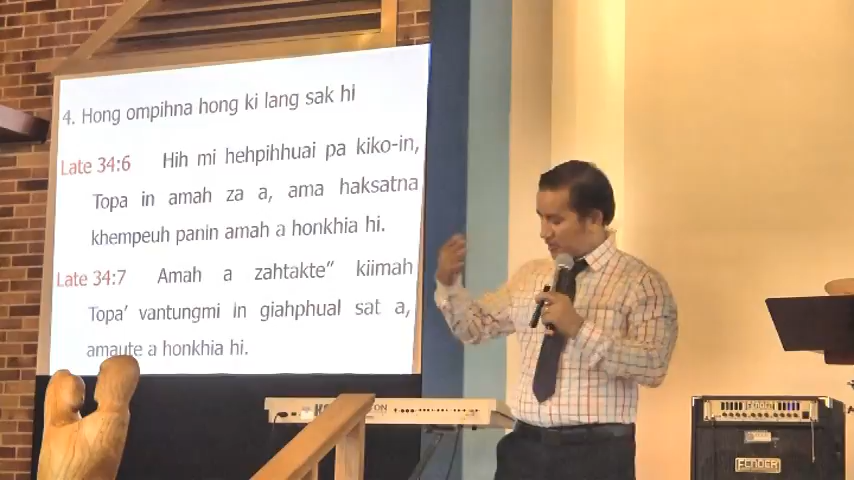 4. Hong ompihna hong ki lang sak hi
Late 34:6 Hih mi hehpihhuai pa kiko-in,
Topa in amah za a, ama haksatna
khempeuh panin amah a honkhia hi.
Late 34:7 Amah a zahtakte” kiimah
Topa’ vantungmi in giahphual sat a,
amaute a honkhia hi.
FENDER
FENDER